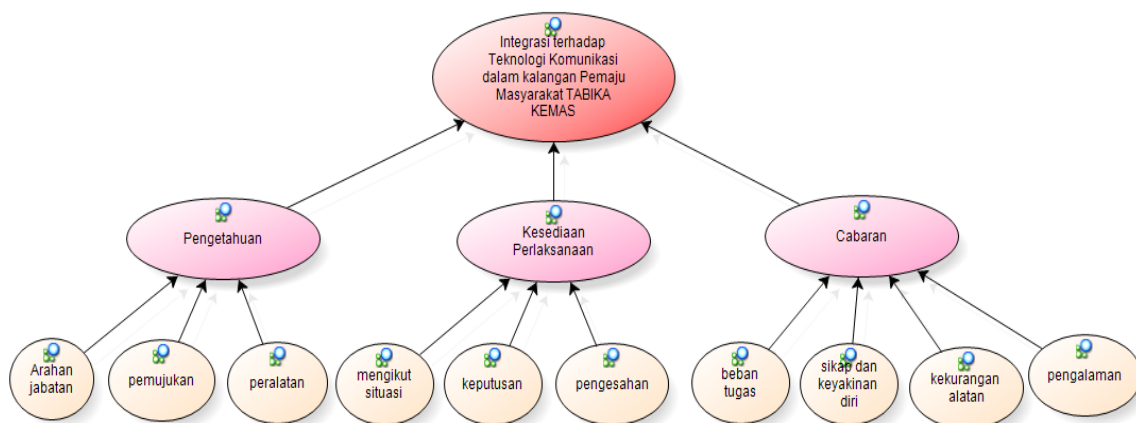 Integrasi terhadap
Teknologi Komunikasi
dalam kalangan Pemaju
Masyarakat TABIKA
KEMAS
Pengetahuan
Kesediaan
Perlaksanaan
Cabaran
Arahan
jabatan
pemujukan
peralatan
mengikut
situasi
keputusan
pengesahan
beban
tugas
sikap dan
keyakinan
diri
kekurangan
alatan
pengalaman